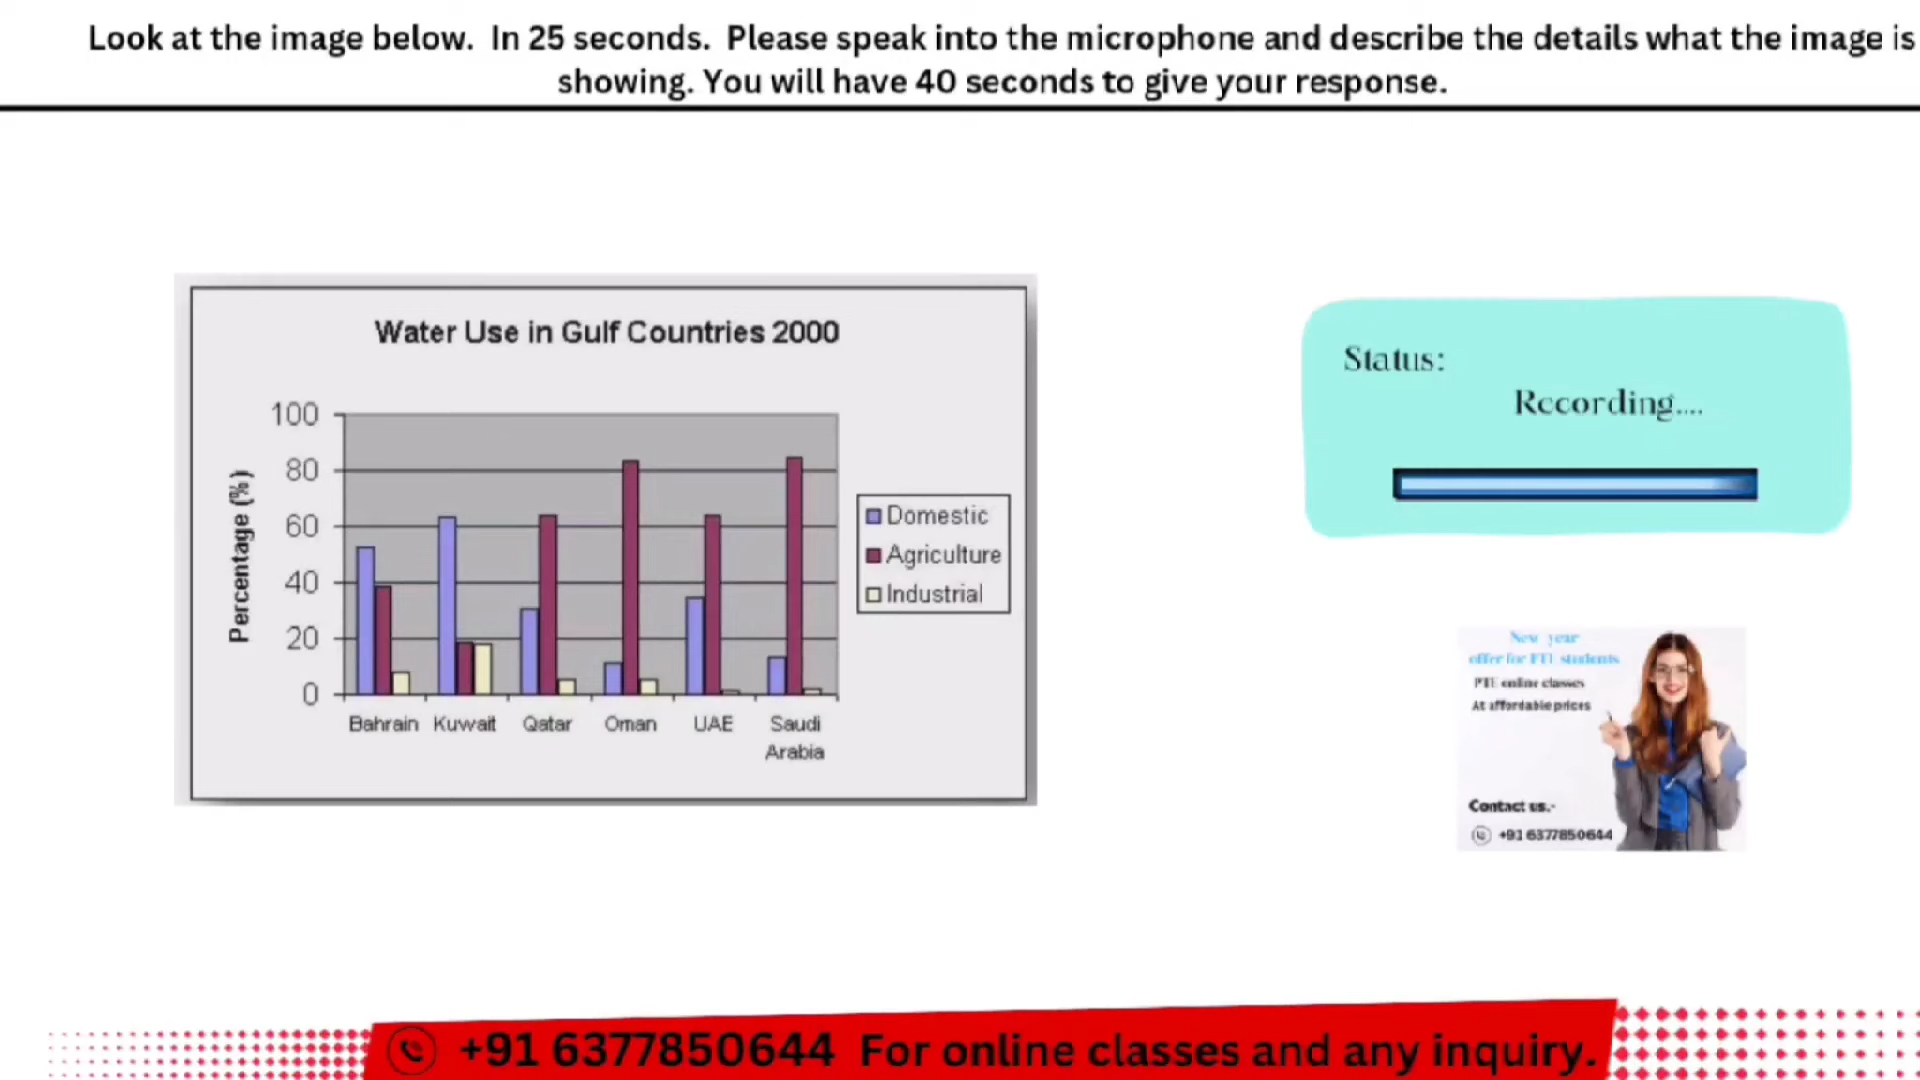 Look at the image below. In 25 seconds. Please speak into the microphone and describe the details what the image is
showing. You will have 40 seconds to give your response.
Water Use in Gulf Countries 2000
Percentage (%)
100
80
60
40
20
0
Bahrain Kuwait Qatar Oman UAE Saudi
Arabia
Domestic
Agriculture
Industrial
Status:
Recording....
New year
offer for PTE students
PTE online classes
At affordable prices
Contact us.-
+91 6377850644
+91 6377850644 For online classes and any inquiry.